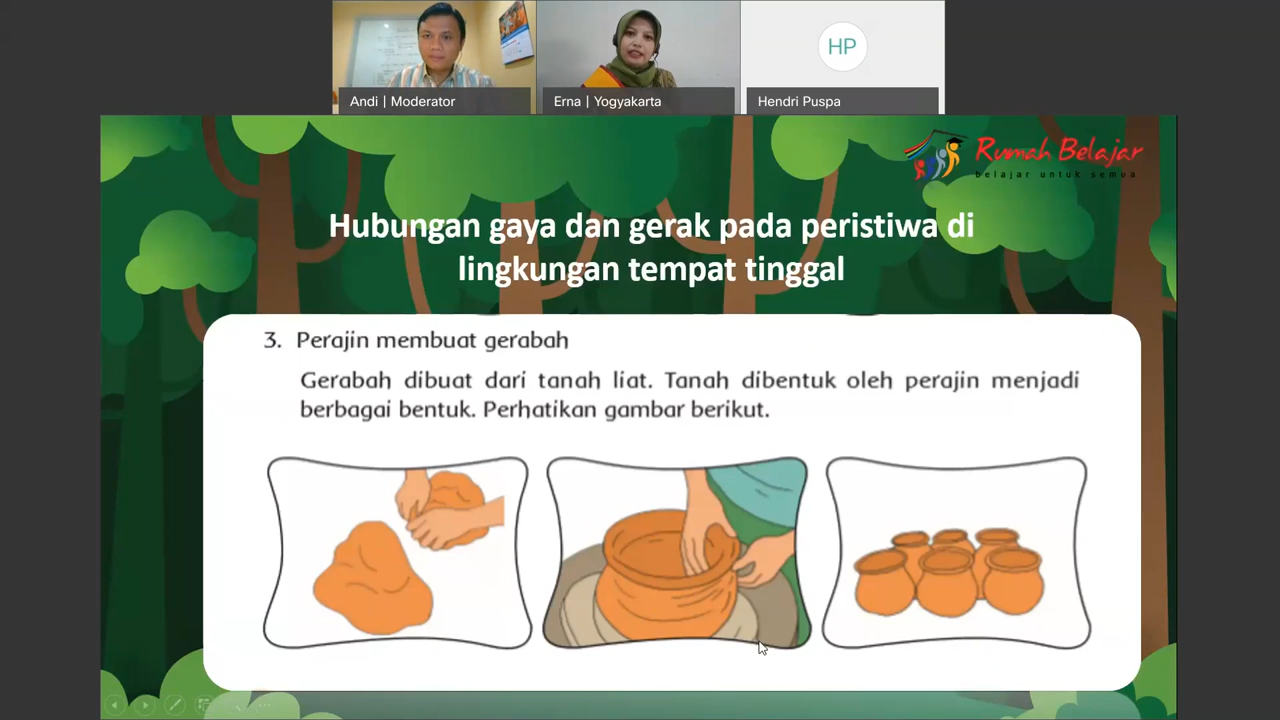 Andi | Moderator
Erna | Yogyakarta
HP
Hendri Puspa
Rumah Belajar
belajar untuk semua
Hubungan gaya dan gerak pada peristiwa di
lingkungan tempat tinggal
3. Perajin membuat gerabah
Gerabah dibuat dari tanah liat. Tanah dibentuk oleh perajin menjadi
berbagai bentuk. Perhatikan gambar berikut.